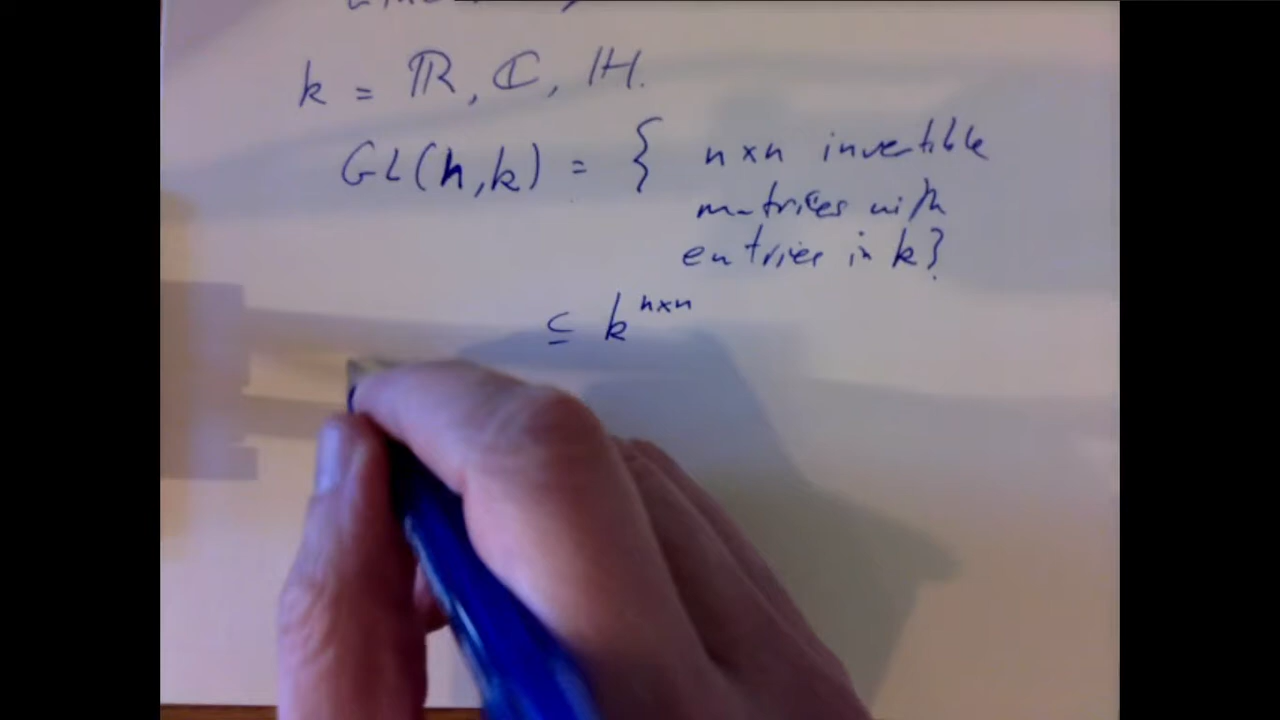 k = ℝ, ℂ, ℍ.
GL(n,k) = { n×n invertible
matrices with
entries in k}
⊆ k^{n×n}